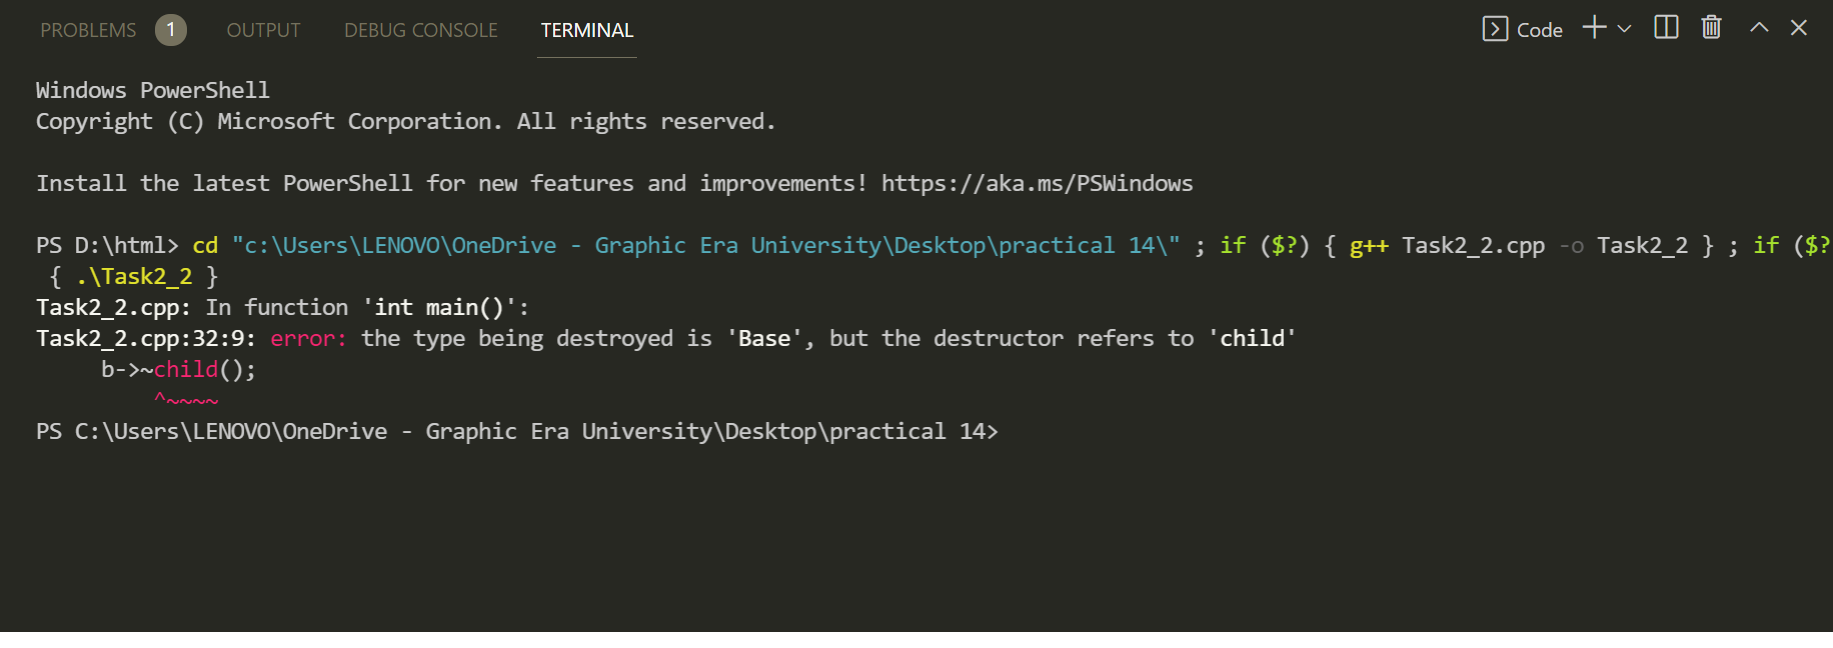 PROBLEMS 1 OUTPUT DEBUG CONSOLE TERMINAL Code
Windows PowerShell
Copyright (C) Microsoft Corporation. All rights reserved.
Install the latest PowerShell for new features and improvements! https://aka.ms/PSWindows
PS D:\html> cd "c:\Users\LENOVO\OneDrive - Graphic Era University\Desktop\practical 14\" ; if ($?) { g++ Task2_2.cpp -o Task2_2 } ; if ($?
{ .\Task2_2 }
Task2_2.cpp: In function 'int main()':
Task2_2.cpp:32:9: error: the type being destroyed is 'Base', but the destructor refers to 'child'
b->~child();
^~~~~
PS C:\Users\LENOVO\OneDrive - Graphic Era University\Desktop\practical 14>